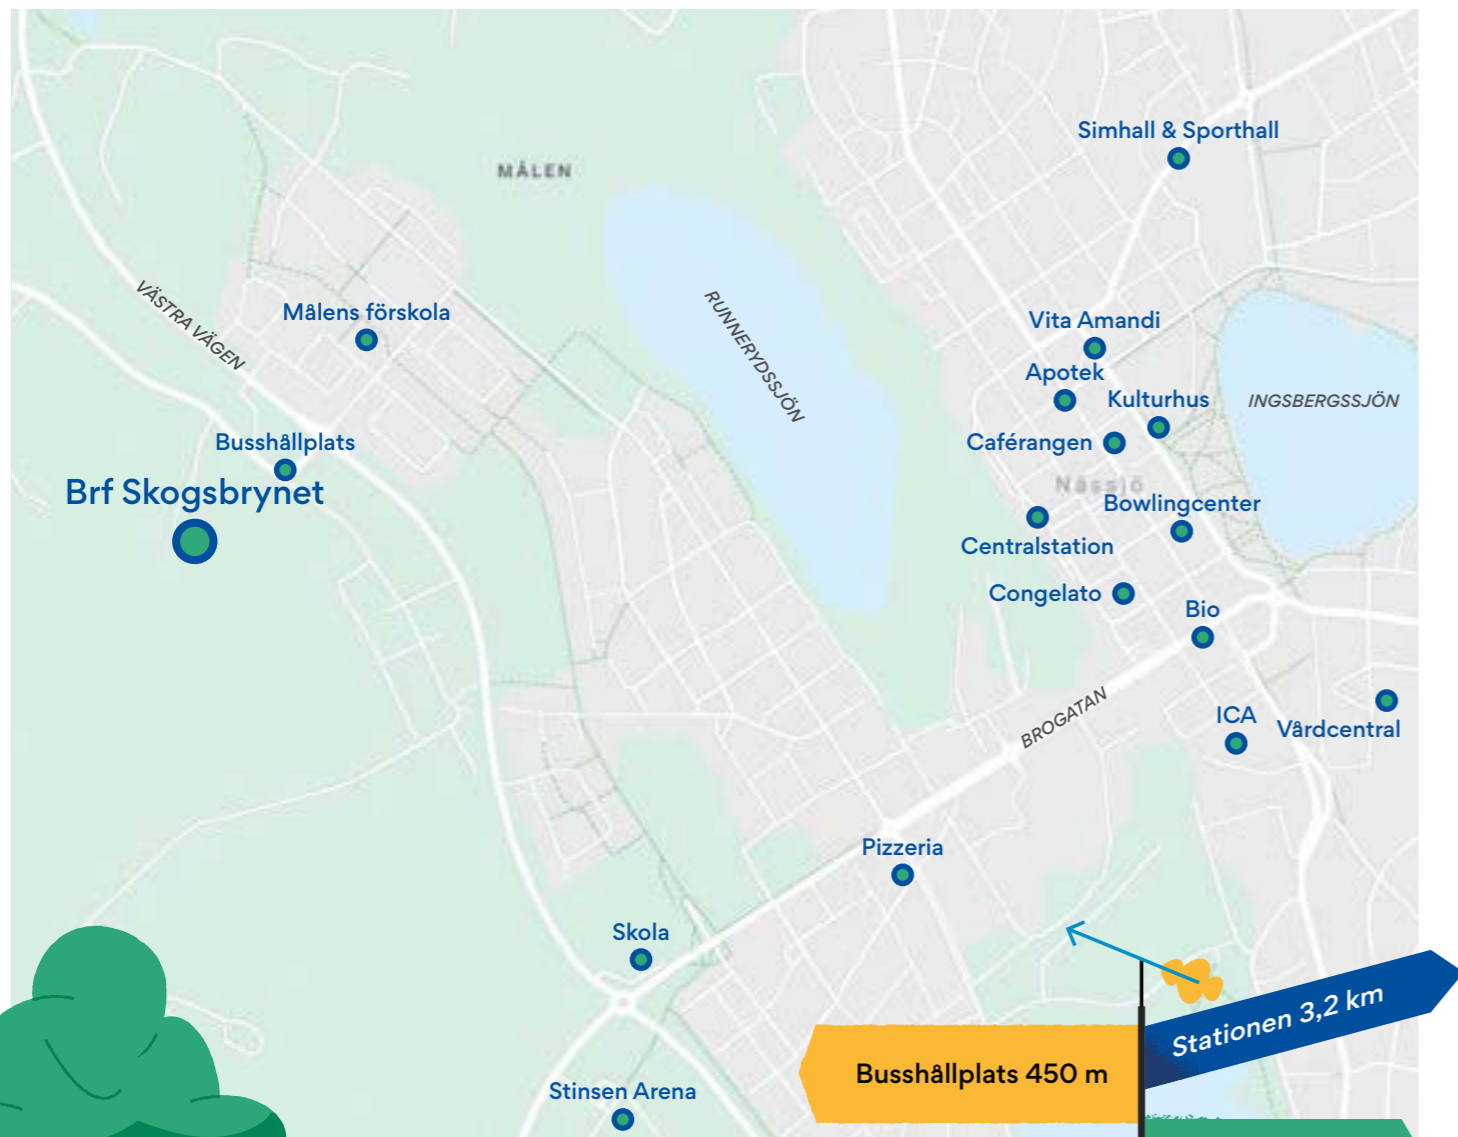 Simhall & Sporthall
MÅLEN
VÄSTRA VÄGEN
Målens förskola
RUNNERYDSSJÖN
Vita Amandi
Apotek
Kulturhus
INGSBERGSSJÖN
Busshållplats
Caférangen
Nässjö
Brf Skogsbrynet
Bowlingcenter
Centralstation
Congelato
Bio
BROGATAN
ICA
Vårdcentral
Pizzeria
Skola
Stationen 3,2 km
Busshållplats 450 m
Stinsen Arena